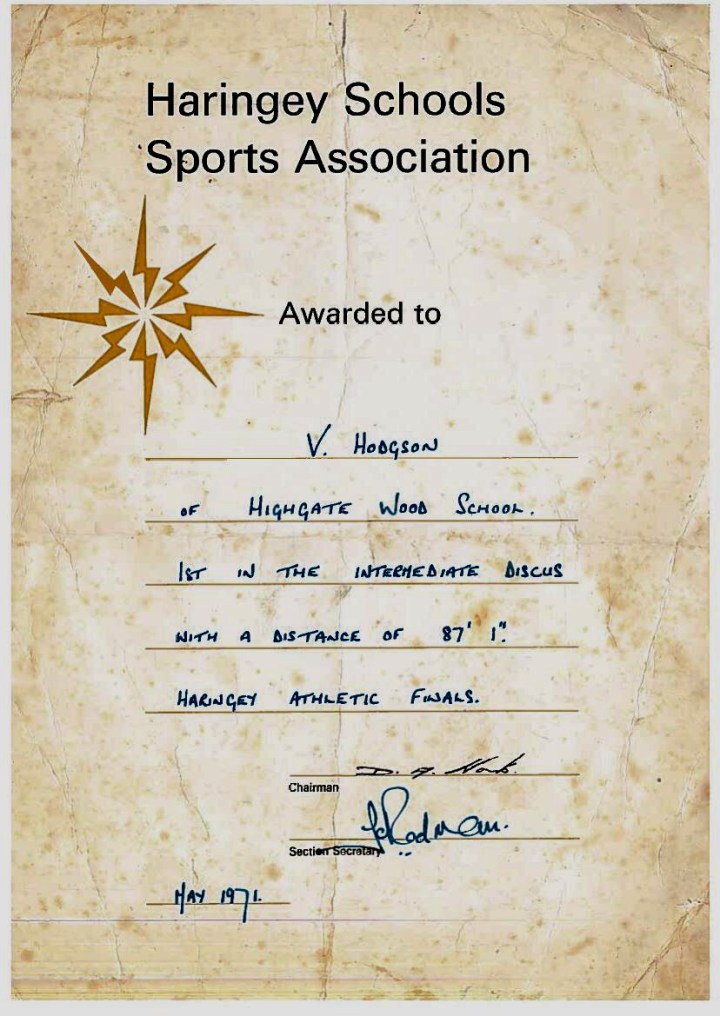 Haringey Schools
Sports Association
Awarded to
V. HODGSON
OF HIGHGATE WOOD SCHOOL.
1ST IN THE INTERMEDIATE DISCUS
WITH A DISTANCE OF 87' 1".
HARINGEY ATHLETIC FINALS.
Chairman
Section Secretary
MAY 1971.